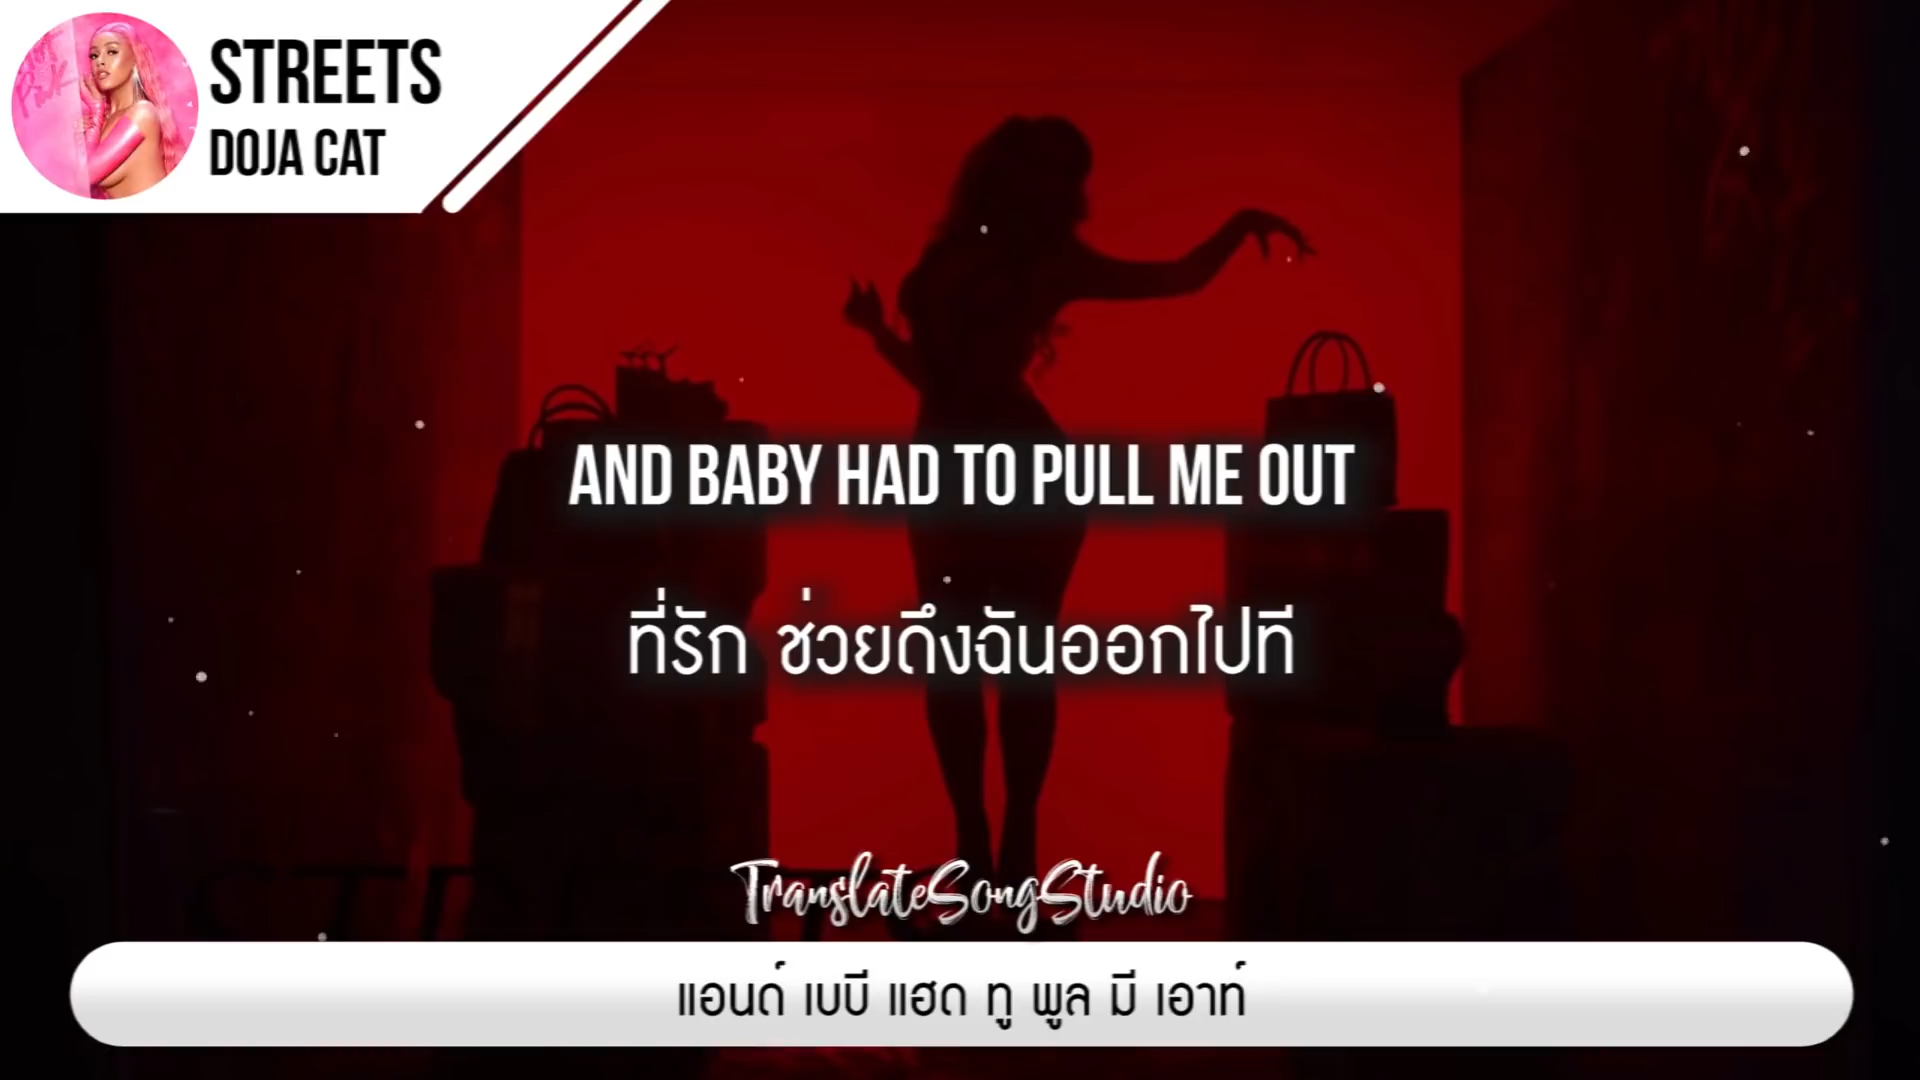 STREETS
DOJA CAT
AND BABY HAD TO PULL ME OUT
ที่รัก ช่วยดึงฉันออกไปที
TranslateSongStudio
แอนด์ เบบี แฮด ทู พูล มี เอาท์